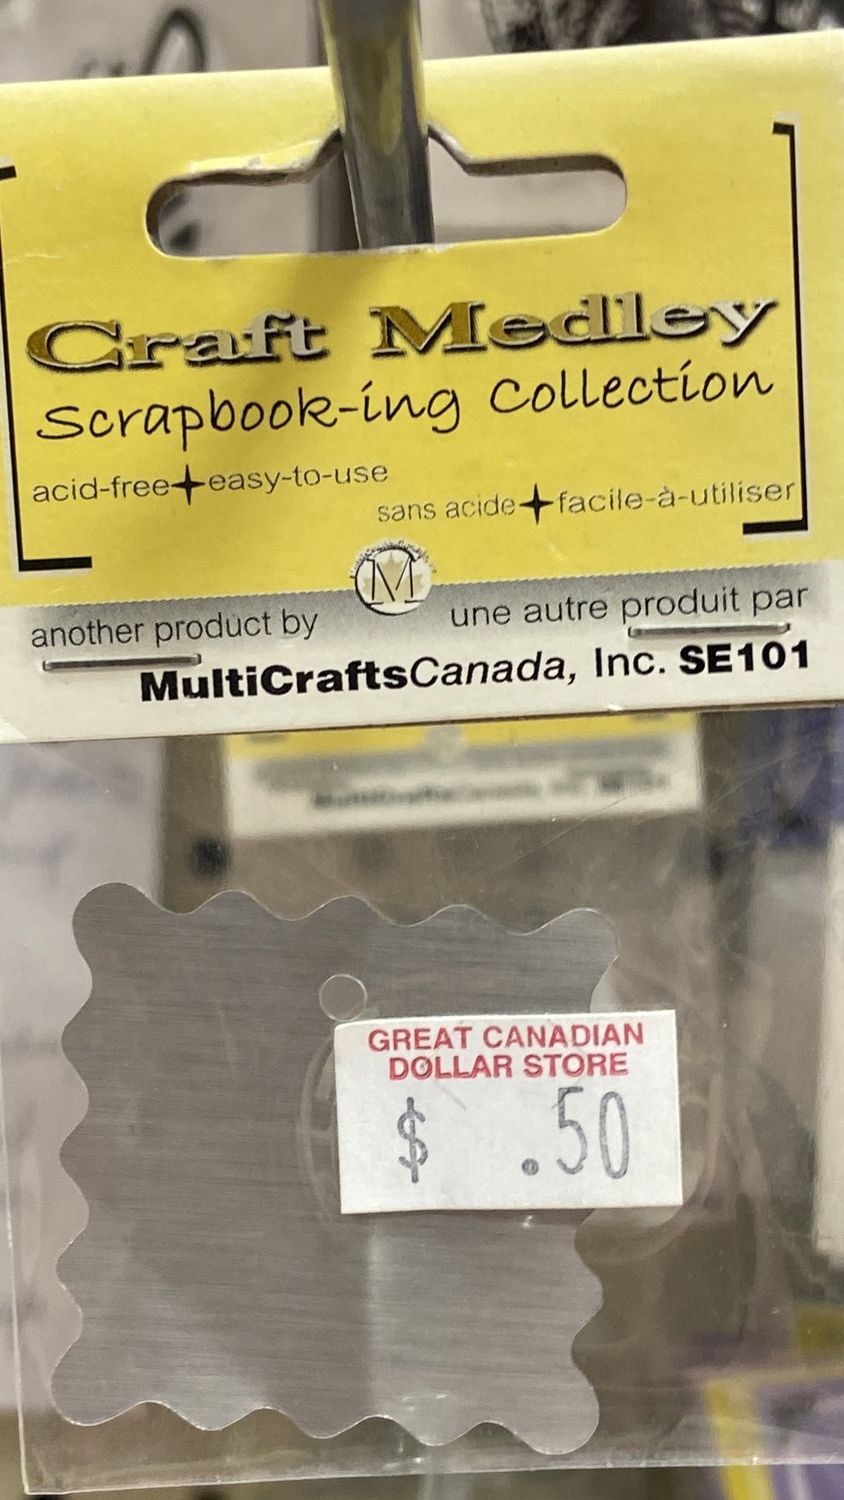 Craft Medley
Scrapbook-ing Collection
acid-free+easy-to-use
sans acide+facile-à-utiliser
M
another product by
une autre produit par
MultiCraftsCanada, Inc. SE101
GREAT CANADIAN
DOLLAR STORE
$ .50